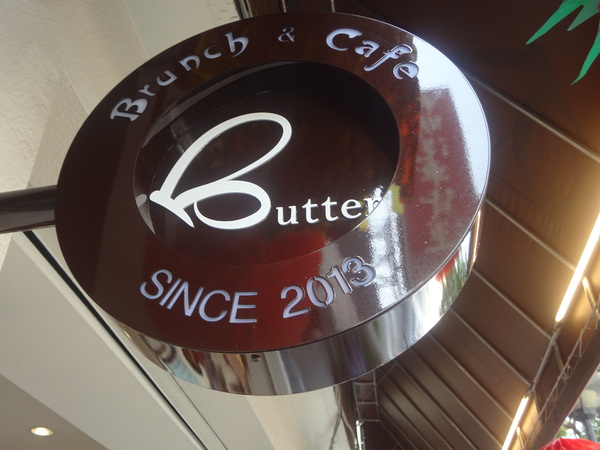 Brunch & Cafe
Butter
SINCE 2013